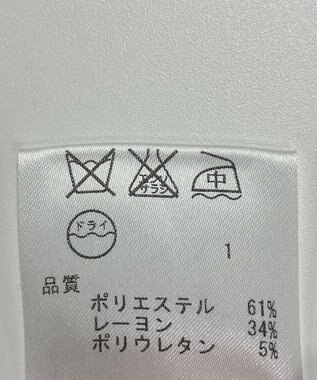 エンソ
サラシ
中
ドライ
1
品質
ポリエステル 61%
レーヨン 34%
ポリウレタン 5%